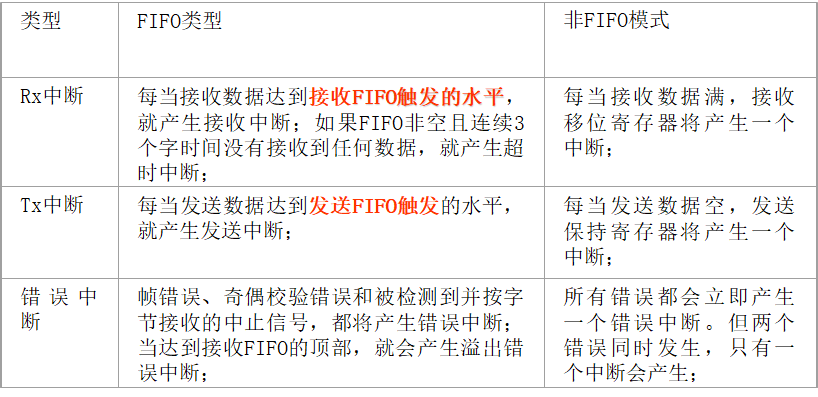 类型
FIFO类型
非FIFO模式
Rx中断
每当接收数据达到接收FIFO触发的水平，
就产生接收中断；如果FIFO非空且连续3
个字时间没有接收到任何数据，就产生超
时中断；
每当接收数据满，接收
移位寄存器将产生一个
中断；
Tx中断
每当发送数据达到发送FIFO触发的水平，
就产生发送中断；
每当发送数据空，发送
保持寄存器将产生一个
中断；
错误中
断
帧错误、奇偶校验错误和被检测到并按字
节接收的中止信号，都将产生错误中断；
当达到接收FIFO的顶部，就会产生溢出错
误中断；
所有错误都会立即产生
一个错误中断。但两个
错误同时发生，只有一
个中断会产生；